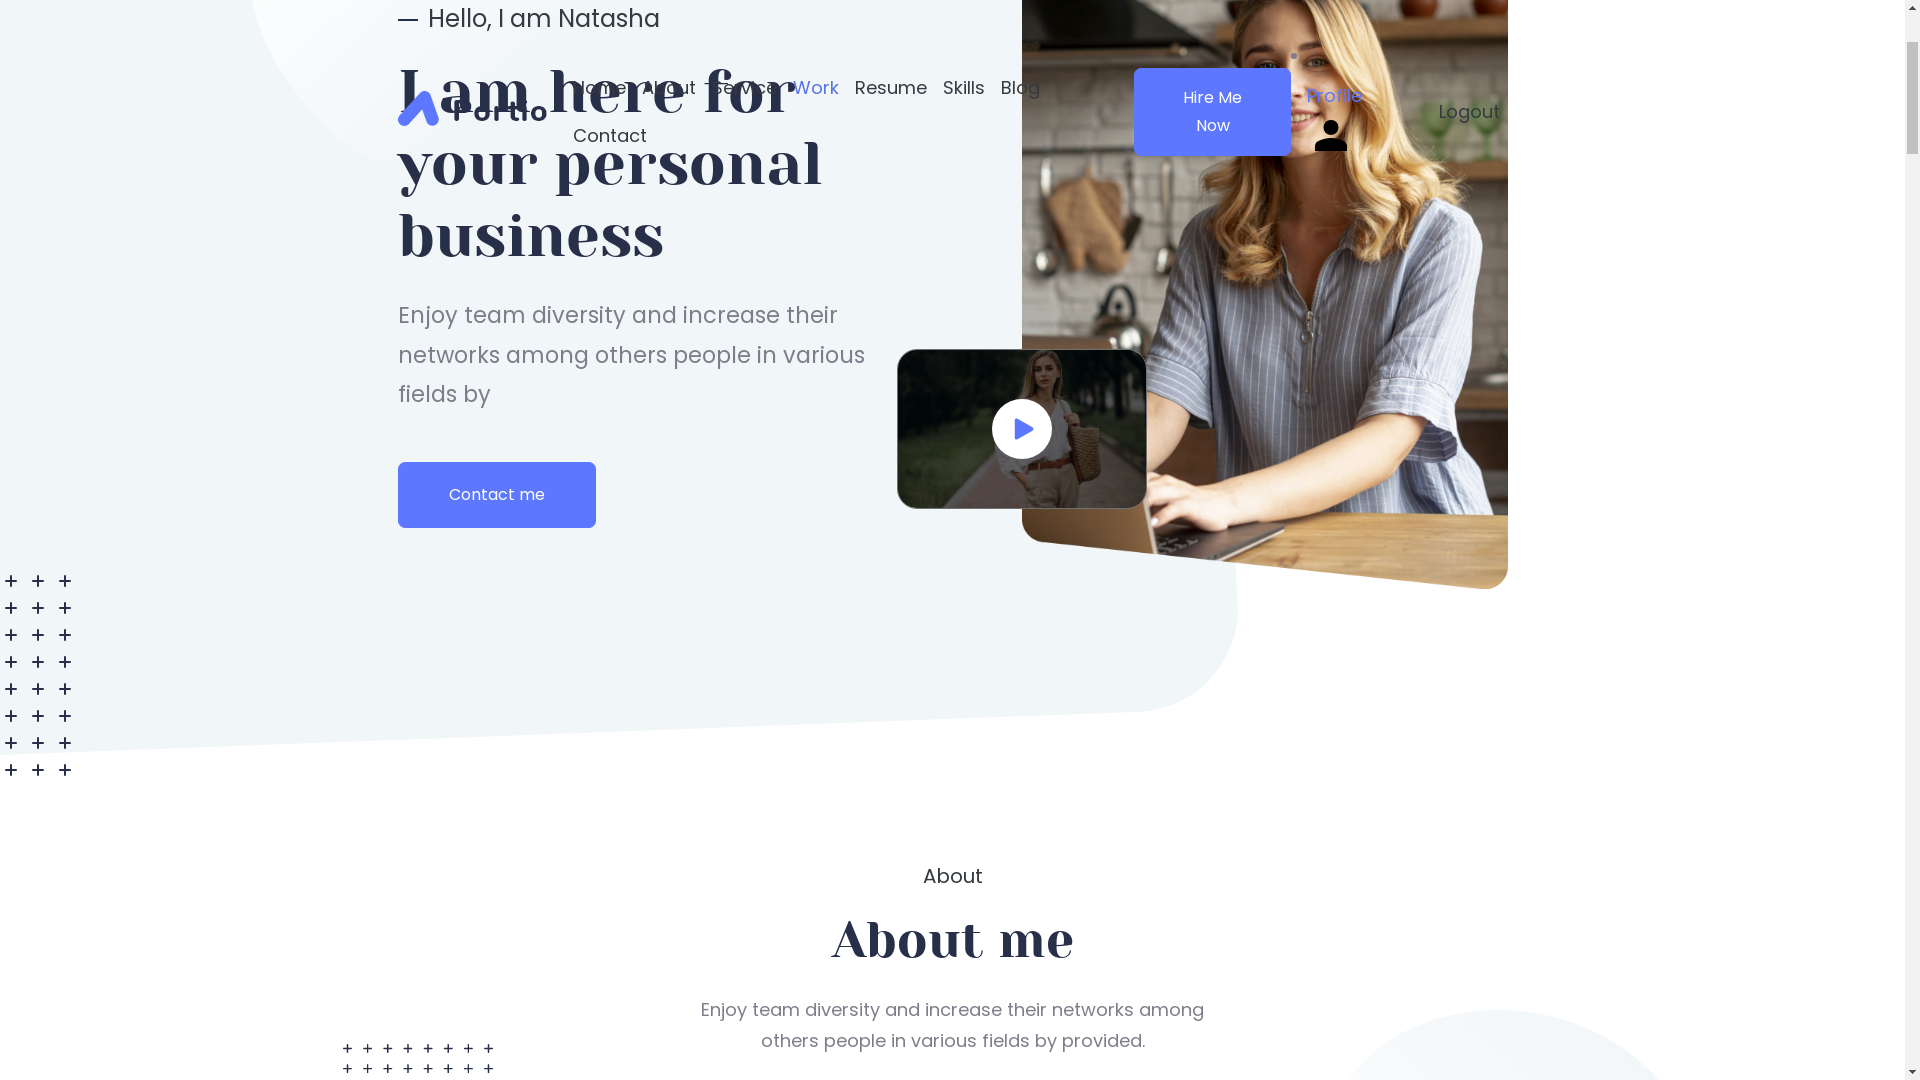 Hello, I am Natasha
I am here for
your personal
business
Portio
Home About Service Work Resume Skills Blog
Contact
Hire Me
Now
Profile
Logout
Enjoy team diversity and increase their
networks among others people in various
fields by
Contact me
About
About me
Enjoy team diversity and increase their networks among
others people in various fields by provided.